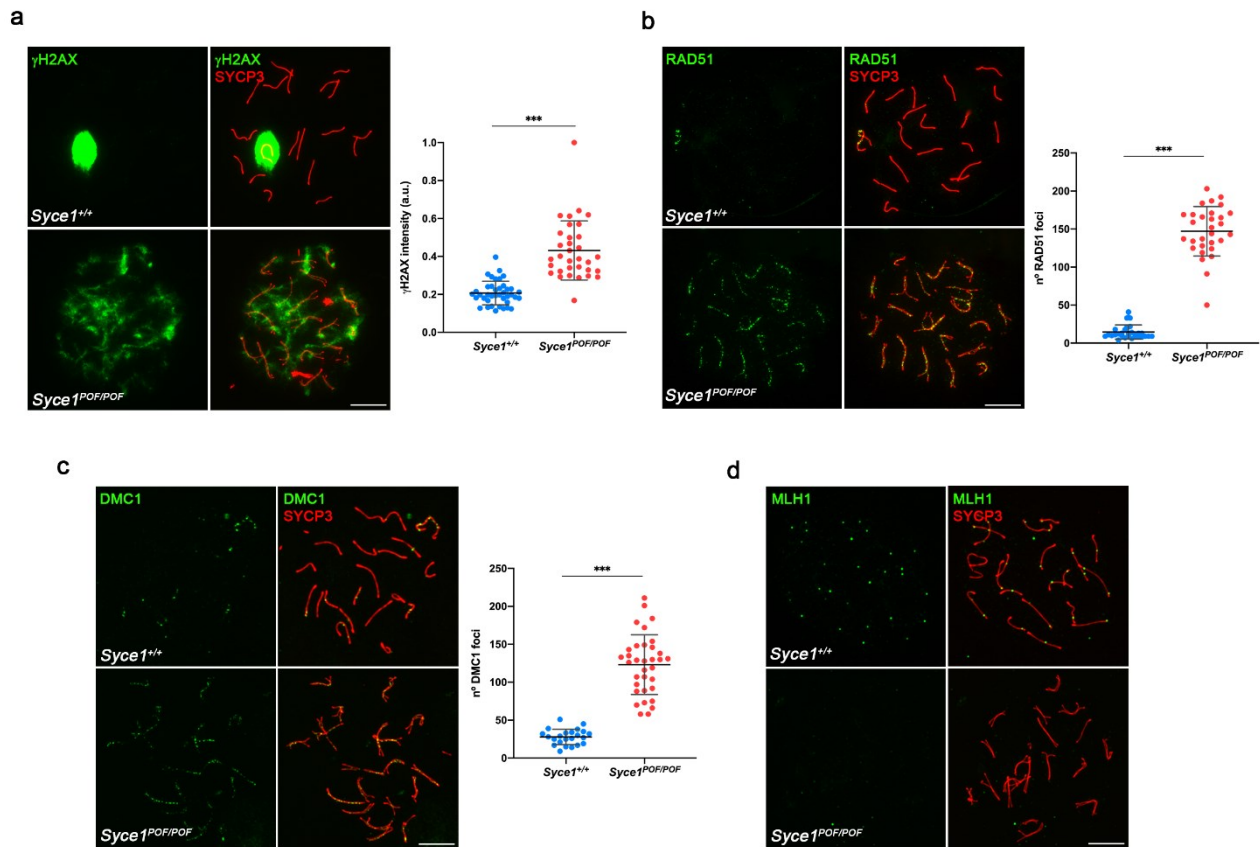 a
γH2AX
γH2AX
SYCP3
Syce1+/+
Syce1POF/POF
***
γH2AX intensity (a.u.)
1.0
0.8
0.6
0.4
0.2
0.0
Syce1+/+
Syce1POF/POF
b
RAD51
RAD51
SYCP3
Syce1+/+
Syce1POF/POF
***
nº RAD51 foci
250
200
150
100
50
0
Syce1+/+
Syce1POF/POF
c
DMC1
DMC1
SYCP3
Syce1+/+
Syce1POF/POF
***
nº DMC1 foci
250
200
150
100
50
0
Syce1+/+
Syce1POF/POF
d
MLH1
MLH1
SYCP3
Syce1+/+
Syce1POF/POF